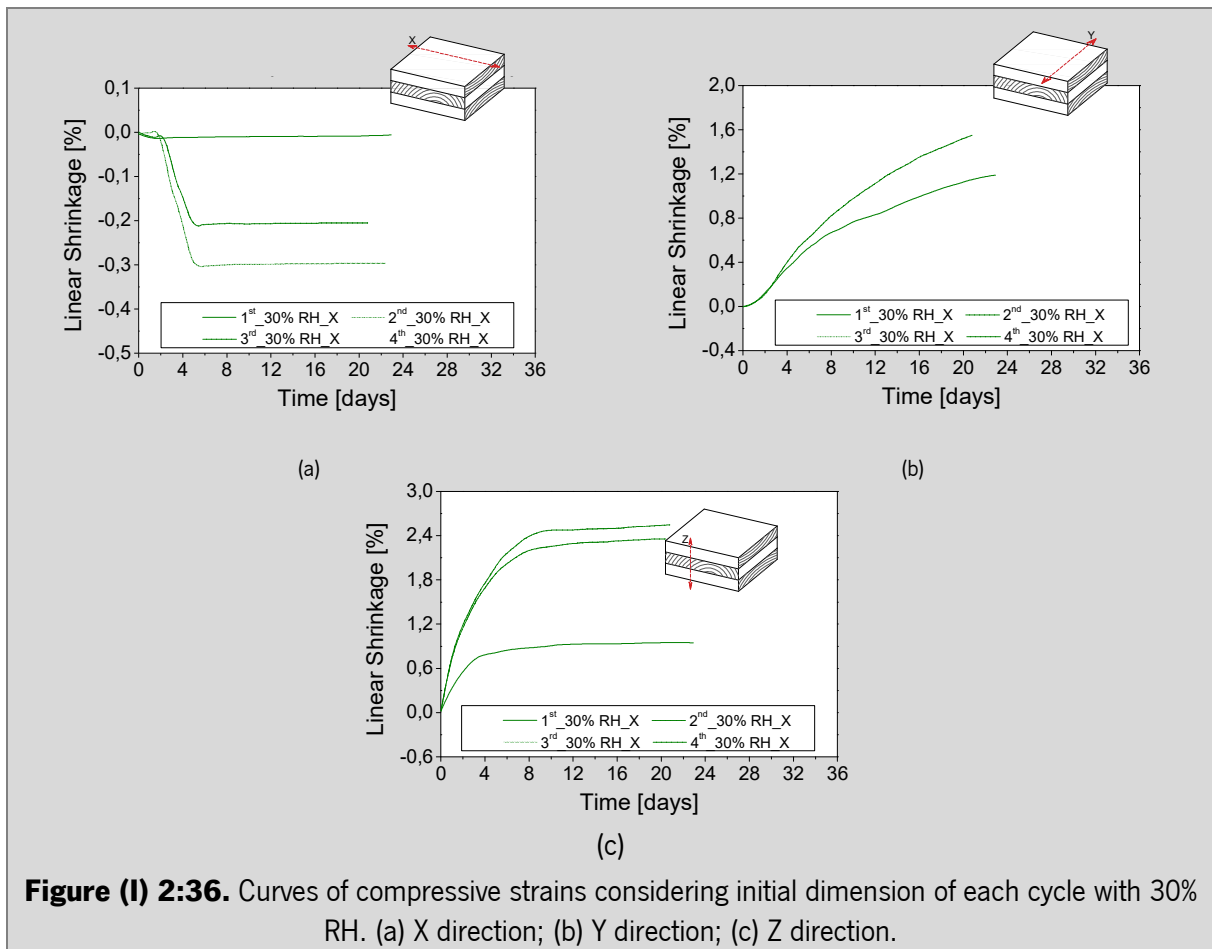 X
0,1
0,0
-0,1
-0,2
-0,3
-0,4
-0,5
Linear Shrinkage [%]
1st_30% RH_X 2nd_30% RH_X
3rd_30% RH_X 4th_30% RH_X
0 4 8 12 16 20 24 28 32 36
Time [days]
(a)
Y
2,0
1,6
1,2
0,8
0,4
0,0
-0,4
Linear Shrinkage [%]
1st_30% RH_X 2nd_30% RH_X
3rd_30% RH_X 4th_30% RH_X
0 4 8 12 16 20 24 28 32 36
Time [days]
(b)
3,0
2,4
1,8
1,2
0,6
0,0
-0,6
Linear Shrinkage [%]
Z
1st_30% RH_X 2nd_30% RH_X
3rd_30% RH_X 4th_30% RH_X
0 4 8 12 16 20 24 28 32 36
Time [days]
(c)
Figure (I) 2:36. Curves of compressive strains considering initial dimension of each cycle with 30%
RH. (a) X direction; (b) Y direction; (c) Z direction.